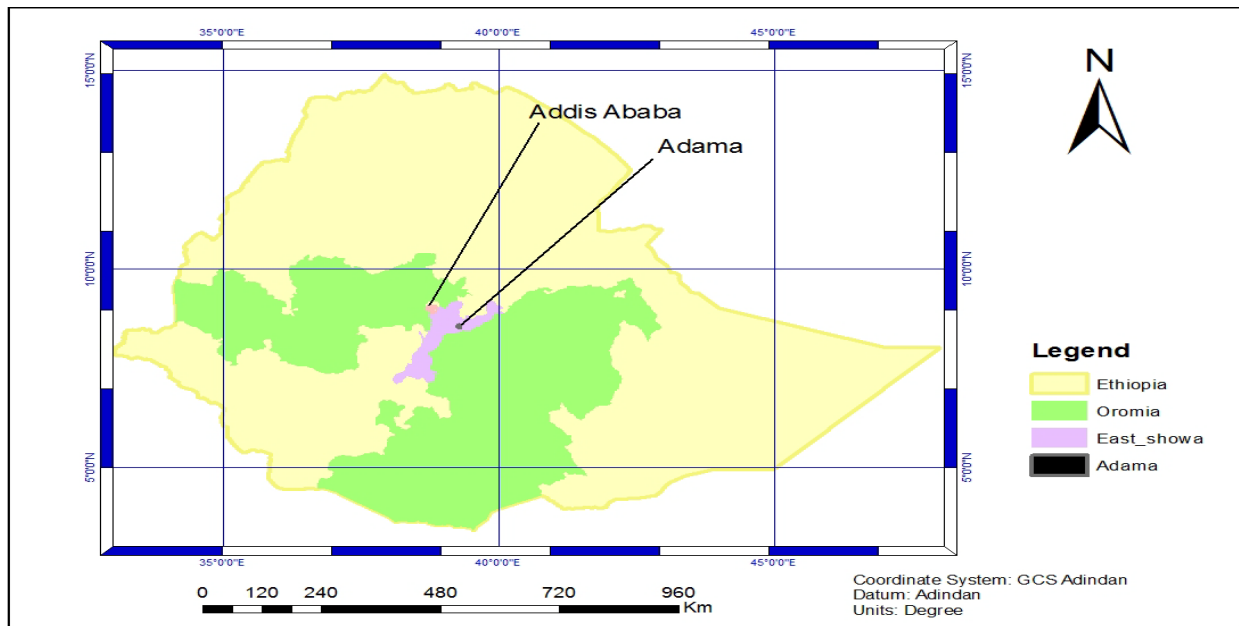 35°0'0"E
40°0'0"E
45°0'0"E
N
15°0'0"N
15°0'0"N
Addis Ababa
Adama
10°0'0"N
10°0'0"N
Legend
Ethiopia
Oromia
East_showa
Adama
5°0'0"N
5°0'0"N
35°0'0"E
40°0'0"E
45°0'0"E
0 120 240 480 720 960
Km
Coordinate System: GCS Adindan
Datum: Adindan
Units: Degree